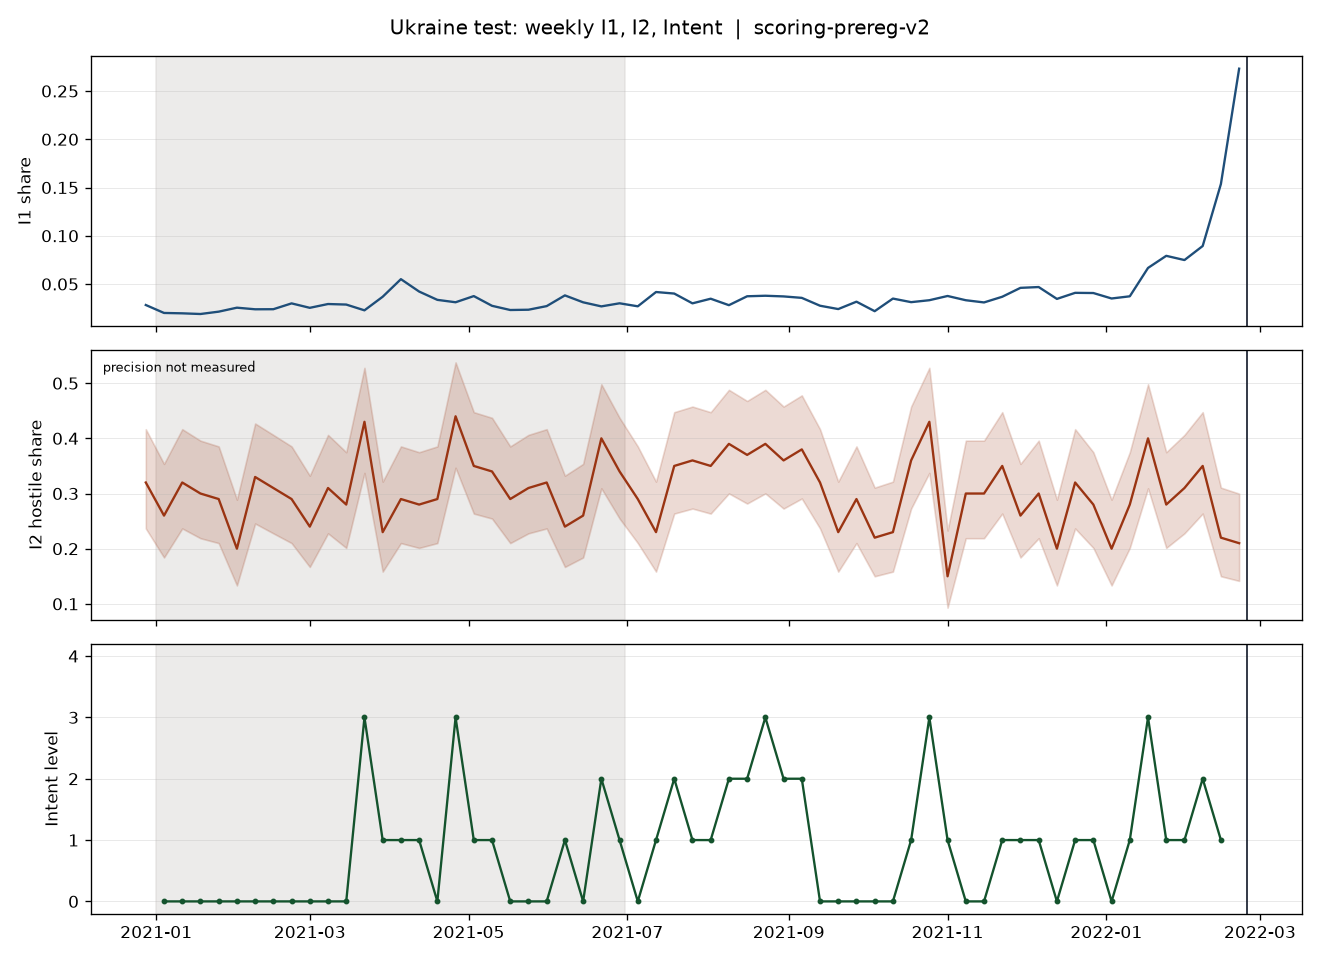 Ukraine test: weekly I1, I2, Intent | scoring-prereg-v2
0.25
0.20
0.15
0.10
0.05
I1 share
precision not measured
0.5
0.4
0.3
0.2
0.1
I2 hostile share
4
3
2
1
0
Intent level
2021-01 2021-03 2021-05 2021-07 2021-09 2021-11 2022-01 2022-03